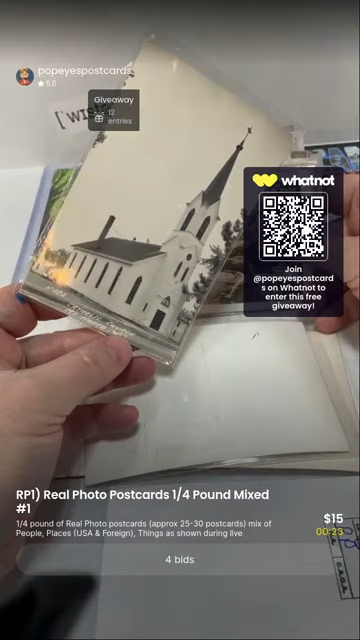 popeyespostcards
★ 5.0
Giveaway
12
entries
whatnot
Join
@popeyespostcard
s on Whatnot to
enter this free
giveaway!
RP1) Real Photo Postcards 1/4 Pound Mixed
#1
1/4 pound of Real Photo postcards (approx 25-30 postcards) mix of
People, Places (USA & Foreign), Things as shown during live
$15
00:23
4 bids